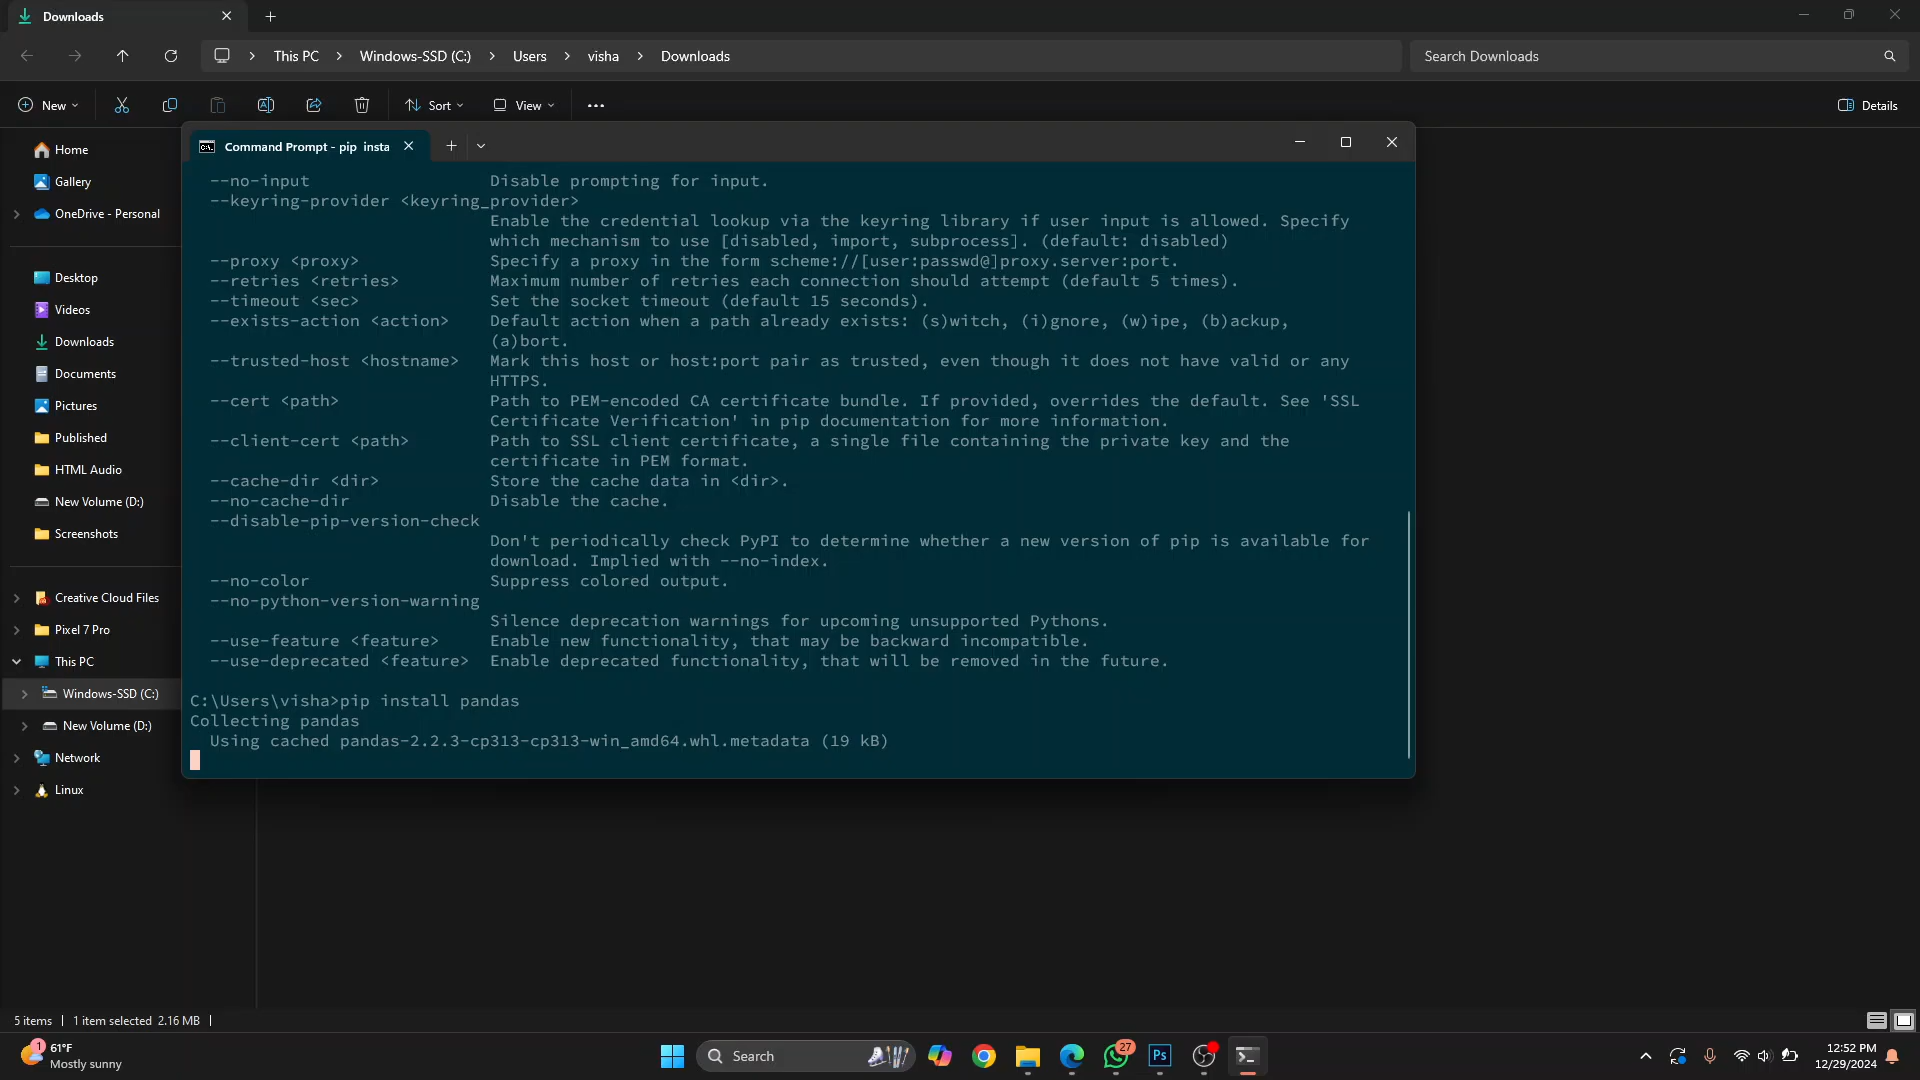 Downloads
This PC
Windows-SSD (C:)
Users
visha
Downloads
Search Downloads
New
Sort
View
Details
Home
Gallery
OneDrive - Personal
Desktop
Videos
Downloads
Documents
Pictures
Published
HTML Audio
New Volume (D:)
Screenshots
Creative Cloud Files
Pixel 7 Pro
This PC
Windows-SSD (C:)
New Volume (D:)
Network
Linux
Command Prompt - pip insta
--no-input Disable prompting for input.
--keyring-provider <keyring_provider>
Enable the credential lookup via the keyring library if user input is allowed. Specify
which mechanism to use [disabled, import, subprocess]. (default: disabled)
--proxy <proxy> Specify a proxy in the form scheme://[user:passwd@]proxy.server:port.
--retries <retries> Maximum number of retries each connection should attempt (default 5 times).
--timeout <sec> Set the socket timeout (default 15 seconds).
--exists-action <action> Default action when a path already exists: (s)witch, (i)gnore, (w)ipe, (b)ackup,
(a)bort.
--trusted-host <hostname> Mark this host or host:port pair as trusted, even though it does not have valid or any
HTTPS.
--cert <path> Path to PEM-encoded CA certificate bundle. If provided, overrides the default. See 'SSL
Certificate Verification' in pip documentation for more information.
--client-cert <path> Path to SSL client certificate, a single file containing the private key and the
certificate in PEM format.
--cache-dir <dir> Store the cache data in <dir>.
--no-cache-dir Disable the cache.
--disable-pip-version-check
Don't periodically check PyPI to determine whether a new version of pip is available for
download. Implied with --no-index.
--no-color Suppress colored output.
--no-python-version-warning
Silence deprecation warnings for upcoming unsupported Pythons.
--use-feature <feature> Enable new functionality, that may be backward incompatible.
--use-deprecated <feature> Enable deprecated functionality, that will be removed in the future.
C:\Users\visha>pip install pandas
Collecting pandas
Using cached pandas-2.2.3-cp313-cp313-win_amd64.whl.metadata (19 kB)
5 items
1 item selected 2.16 MB
1
61°F
Mostly sunny
Search
27
Ps
12:52 PM
12/29/2024